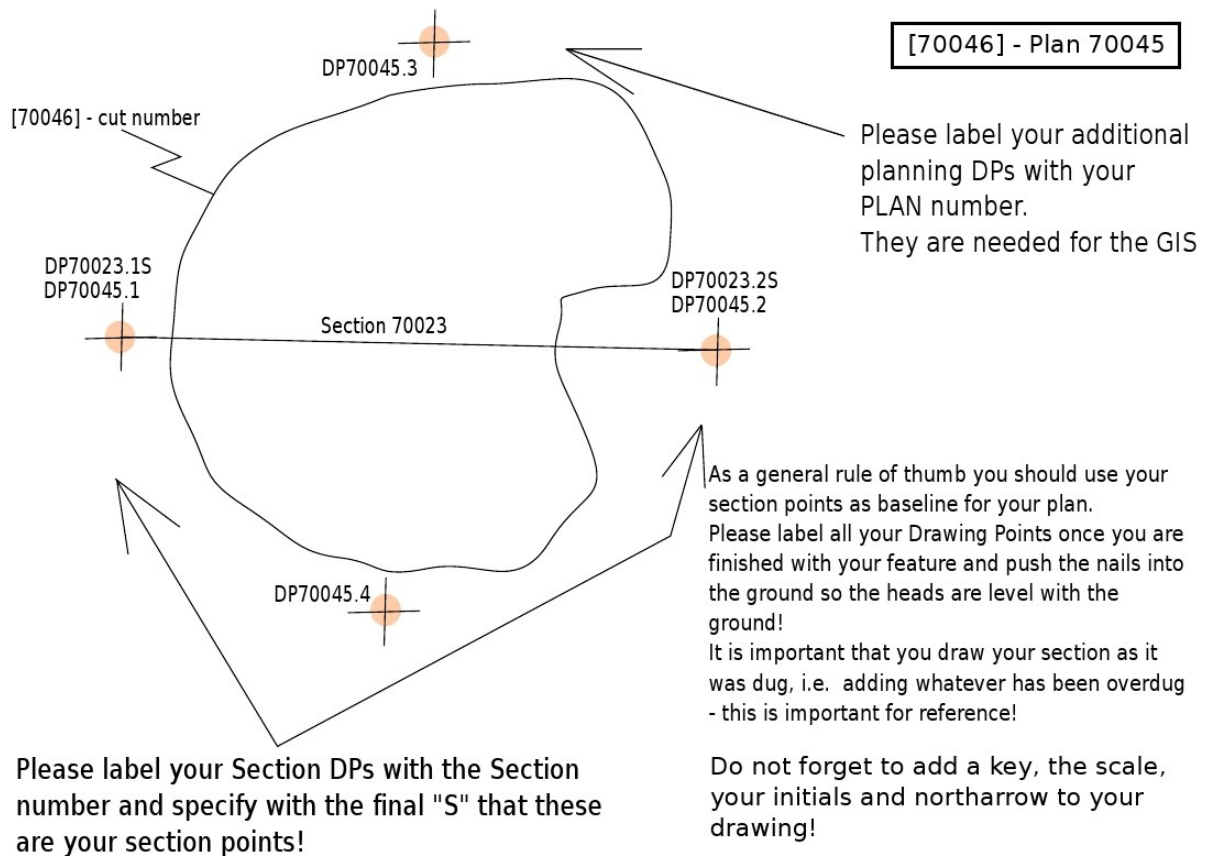 [70046] - Plan 70045
DP70045.3
[70046] - cut number
Please label your additional
planning DPs with your
PLAN number.
They are needed for the GIS
DP70023.1S
DP70045.1
DP70023.2S
DP70045.2
Section 70023
As a general rule of thumb you should use your
section points as baseline for your plan.
Please label all your Drawing Points once you are
finished with your feature and push the nails into
the ground so the heads are level with the
ground!
It is important that you draw your section as it
was dug, i.e.  adding whatever has been overdug
- this is important for reference!
DP70045.4
Please label your Section DPs with the Section
number and specify with the final "S" that these
are your section points!
Do not forget to add a key, the scale,
your initials and northarrow to your
drawing!